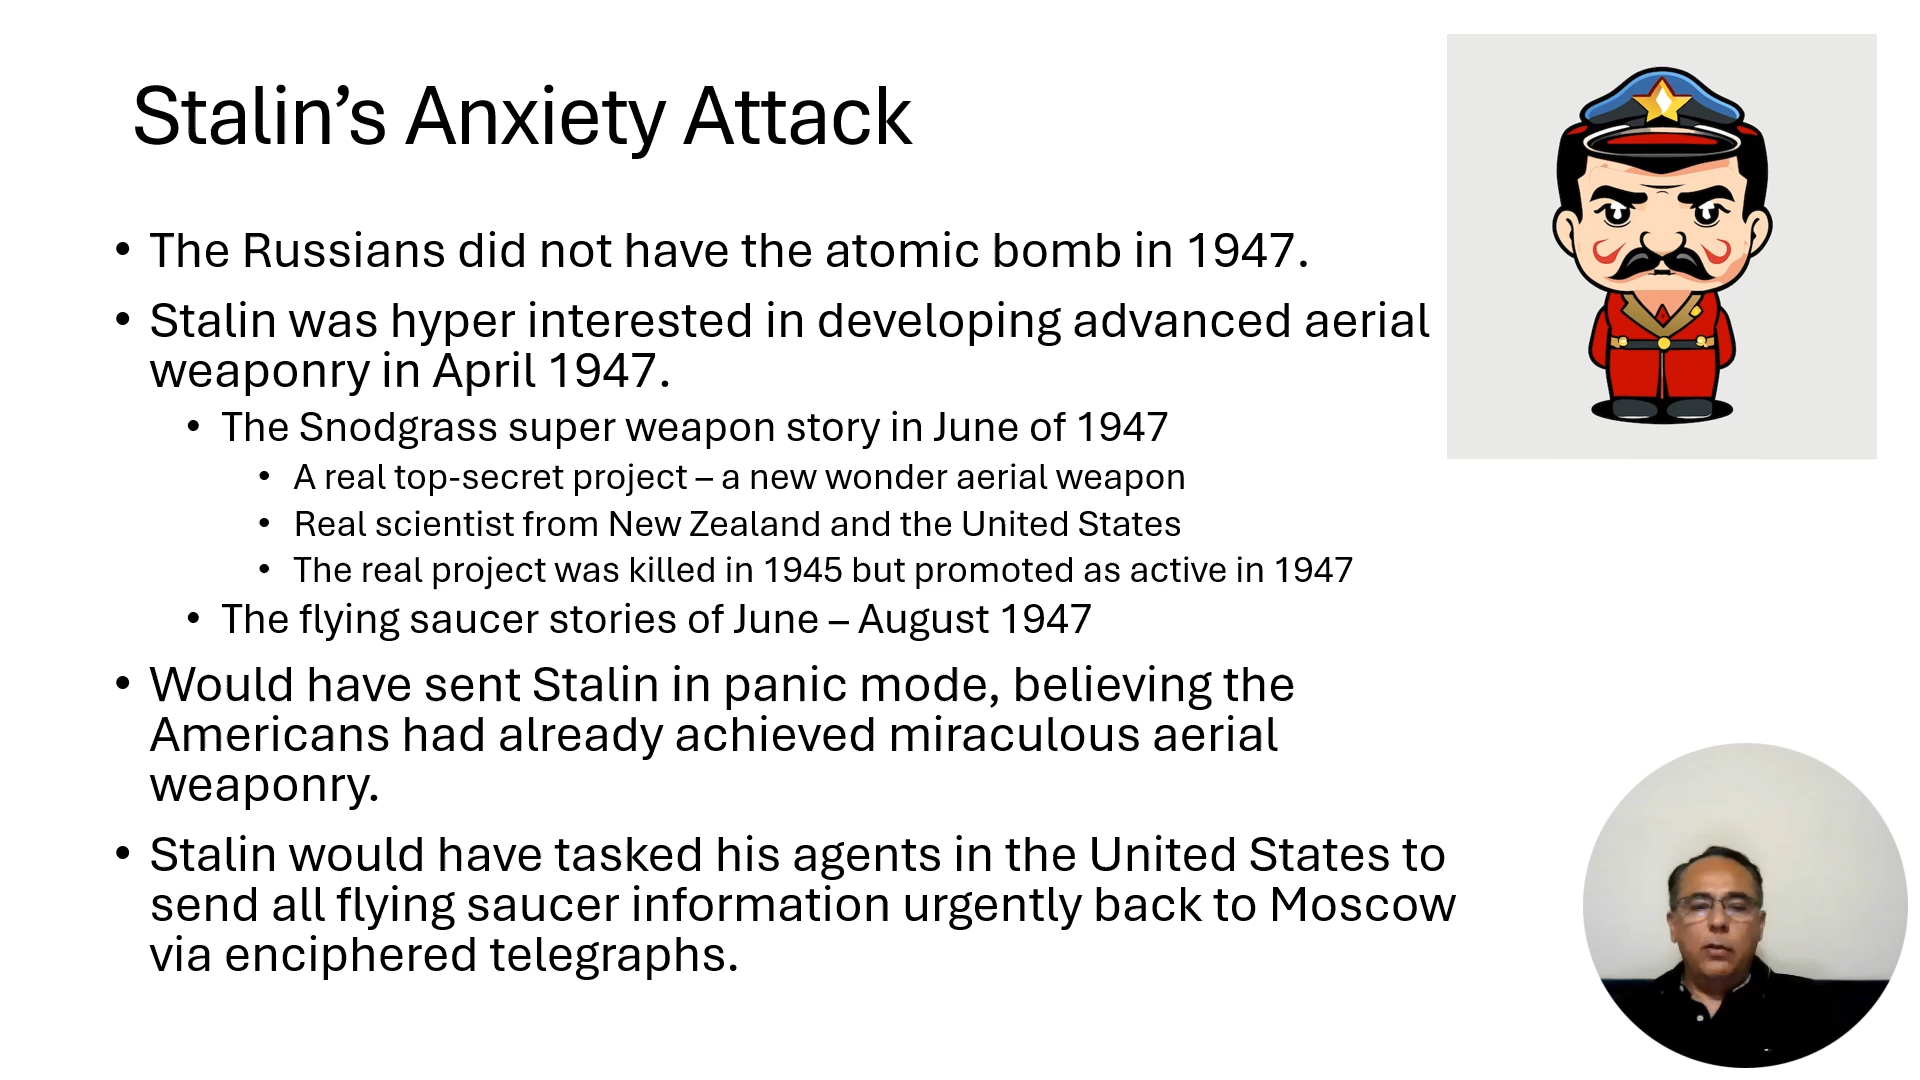 Stalin’s Anxiety Attack
• The Russians did not have the atomic bomb in 1947.
• Stalin was hyper interested in developing advanced aerial
weaponry in April 1947.
• The Snodgrass super weapon story in June of 1947
• A real top-secret project – a new wonder aerial weapon
• Real scientist from New Zealand and the United States
• The real project was killed in 1945 but promoted as active in 1947
• The flying saucer stories of June – August 1947
• Would have sent Stalin in panic mode, believing the
Americans had already achieved miraculous aerial
weaponry.
• Stalin would have tasked his agents in the United States to
send all flying saucer information urgently back to Moscow
via enciphered telegraphs.